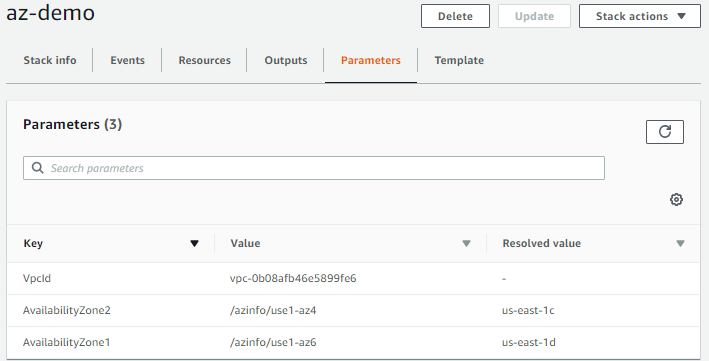 az-demo
Delete
Update
Stack actions
Stack info
Events
Resources
Outputs
Parameters
Template
Parameters (3)
Search parameters
Key Value Resolved value
VpcId vpc-0b08afb46e5899fe6 -
AvailabilityZone2 /azinfo/use1-az4 us-east-1c
AvailabilityZone1 /azinfo/use1-az6 us-east-1d